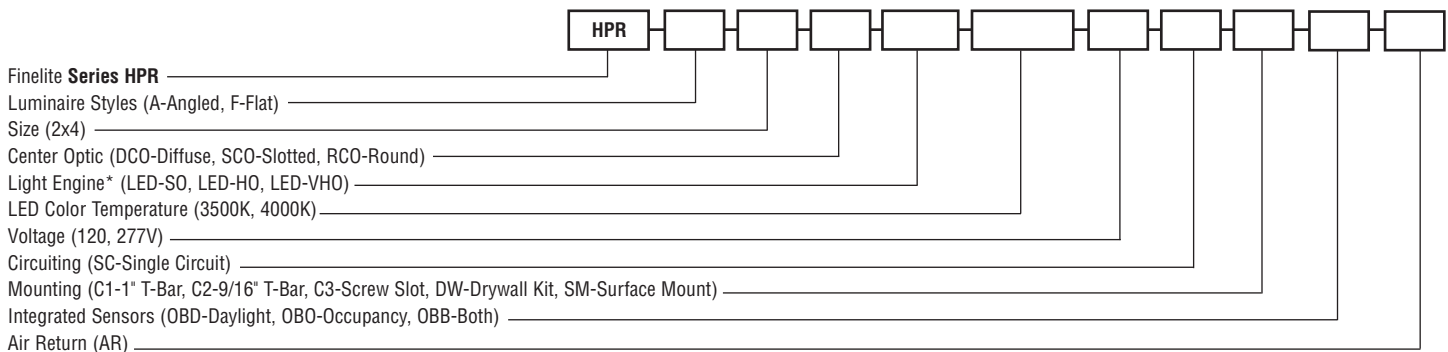 HPR
Finelite Series HPR
Luminaire Styles (A-Angled, F-Flat)
Size (2x4)
Center Optic (DCO-Diffuse, SCO-Slotted, RCO-Round)
Light Engine* (LED-SO, LED-HO, LED-VHO)
LED Color Temperature (3500K, 4000K)
Voltage (120, 277V)
Circuiting (SC-Single Circuit)
Mounting (C1-1" T-Bar, C2-9/16" T-Bar, C3-Screw Slot, DW-Drywall Kit, SM-Surface Mount)
Integrated Sensors (OBD-Daylight, OBO-Occupancy, OBB-Both)
Air Return (AR)